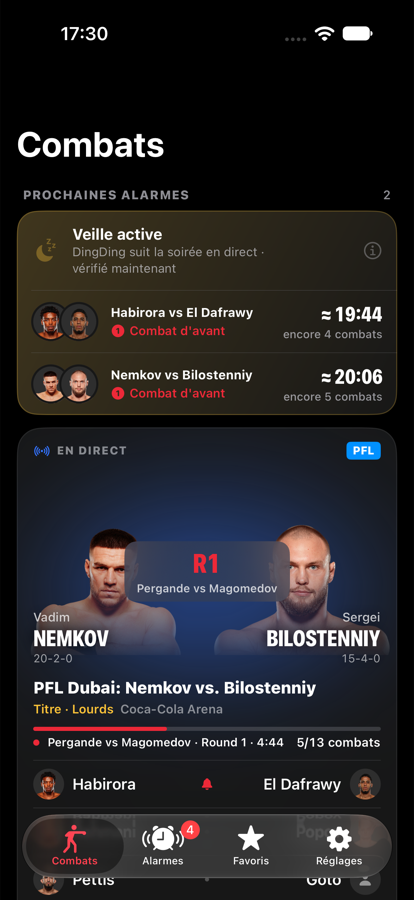 17:30
Combats
PROCHAINES ALARMES 2
Veille active
DingDing suit la soirée en direct ·
vérifié maintenant
Habirora vs El Dafrawy ≈ 19:44
1 Combat d'avant encore 4 combats
Nemkov vs Bilostenniy ≈ 20:06
1 Combat d'avant encore 5 combats
EN DIRECT PFL
R1
Pergande vs Magomedov
Vadim Sergei
NEMKOV BILOSTENNIY
20-2-0 15-4-0
PFL Dubai: Nemkov vs. Bilostenniy
Titre · Lourds Coca-Cola Arena
Pergande vs Magomedov · Round 1 · 4:44 5/13 combats
Habirora El Dafrawy
4
Combats Alarmes Favoris Réglages
Pettis Goto